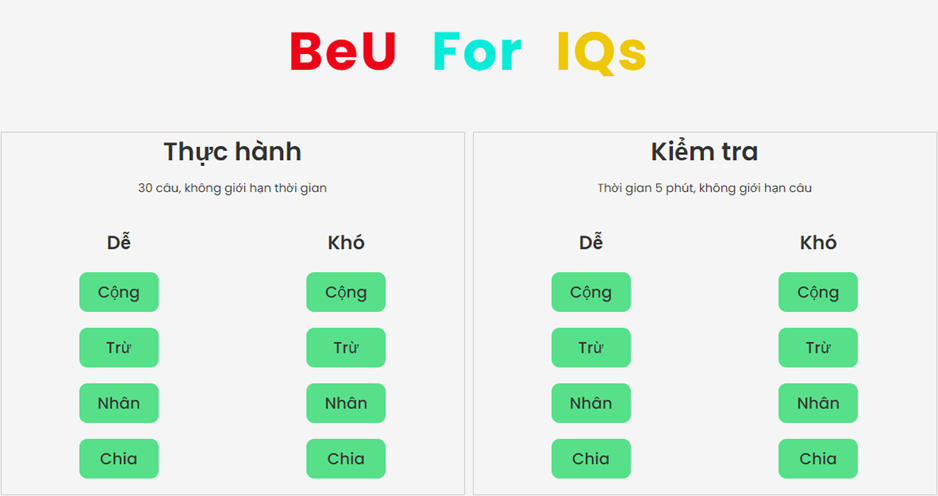 BeU For IQs
Thực hành
30 câu, không giới hạn thời gian
Dễ
Khó
Cộng
Cộng
Trừ
Trừ
Nhân
Nhân
Chia
Chia
Kiểm tra
Thời gian 5 phút, không giới hạn câu
Dễ
Khó
Cộng
Cộng
Trừ
Trừ
Nhân
Nhân
Chia
Chia